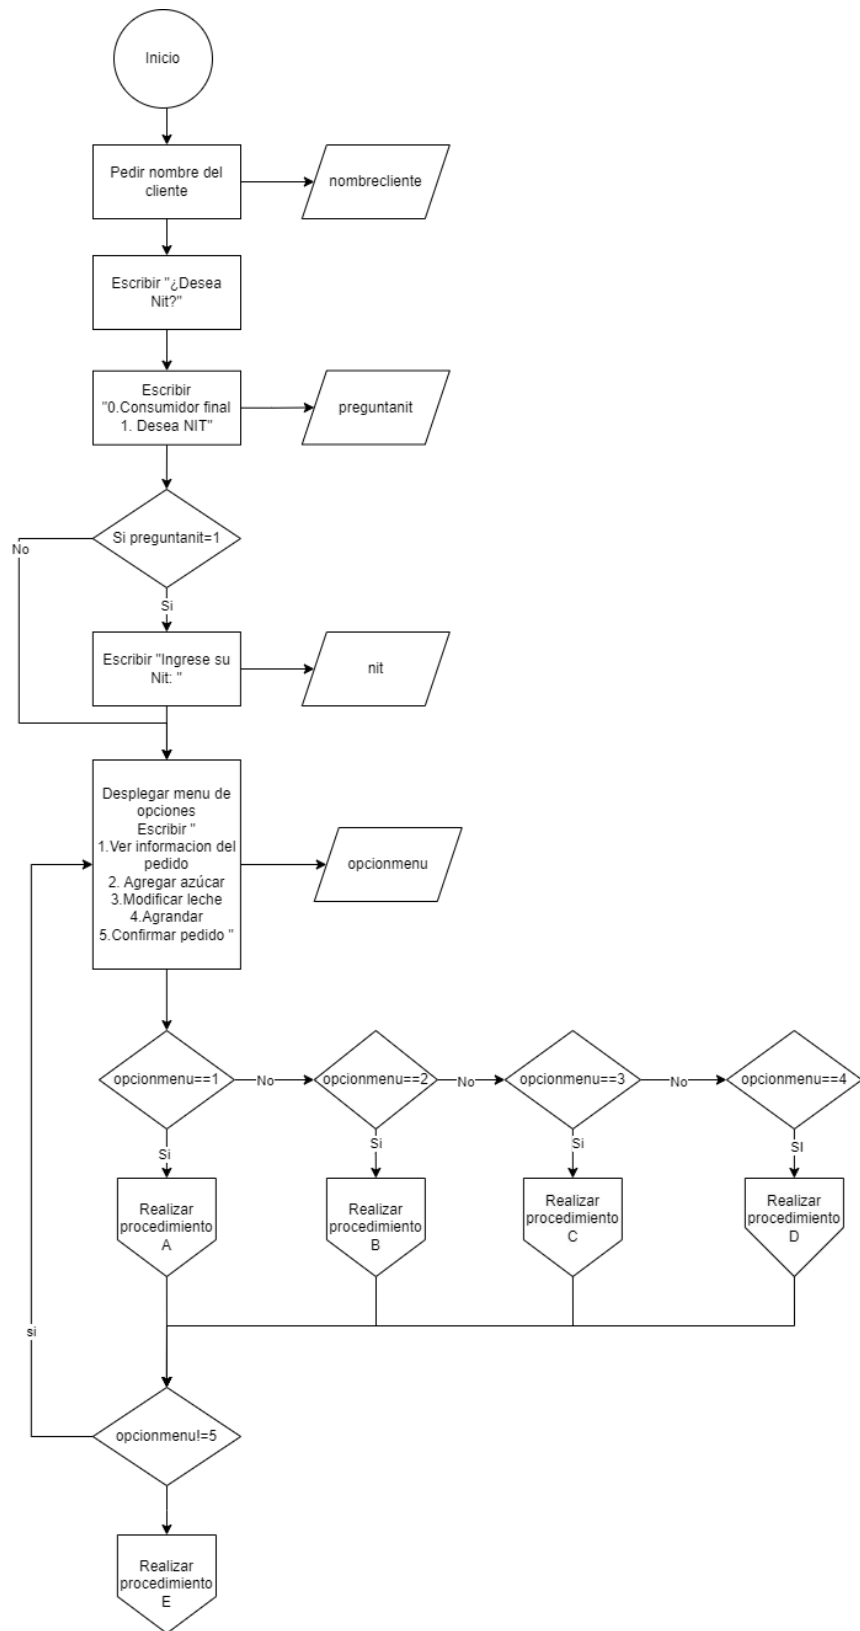 Inicio
Pedir nombre del
cliente
nombrecliente
Escribir "¿Desea
Nit?"
Escribir
"0.Consumidor final
1. Desea NIT"
preguntanit
Si preguntanit=1
No
Si
Escribir "Ingrese su
Nit: "
nit
Desplegar menu de
opciones
Escribir "
1.Ver informacion del
pedido
2. Agregar azúcar
3.Modificar leche
4.Agrandar
5.Confirmar pedido "
opcionmenu
opcionmenu==1
No
opcionmenu==2
No
opcionmenu==3
No
opcionmenu==4
Si
Si
Si
SI
Realizar
procedimiento
A
Realizar
procedimiento
B
Realizar
procedimiento
C
Realizar
procedimiento
D
si
opcionmenu!=5
Realizar
procedimiento
E